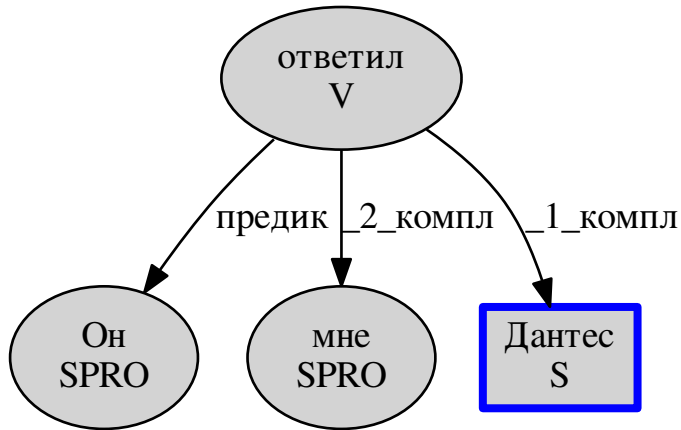 ответил
V
предик _2_компл _1_компл
Он
SPRO
мне
SPRO
Дантес
S